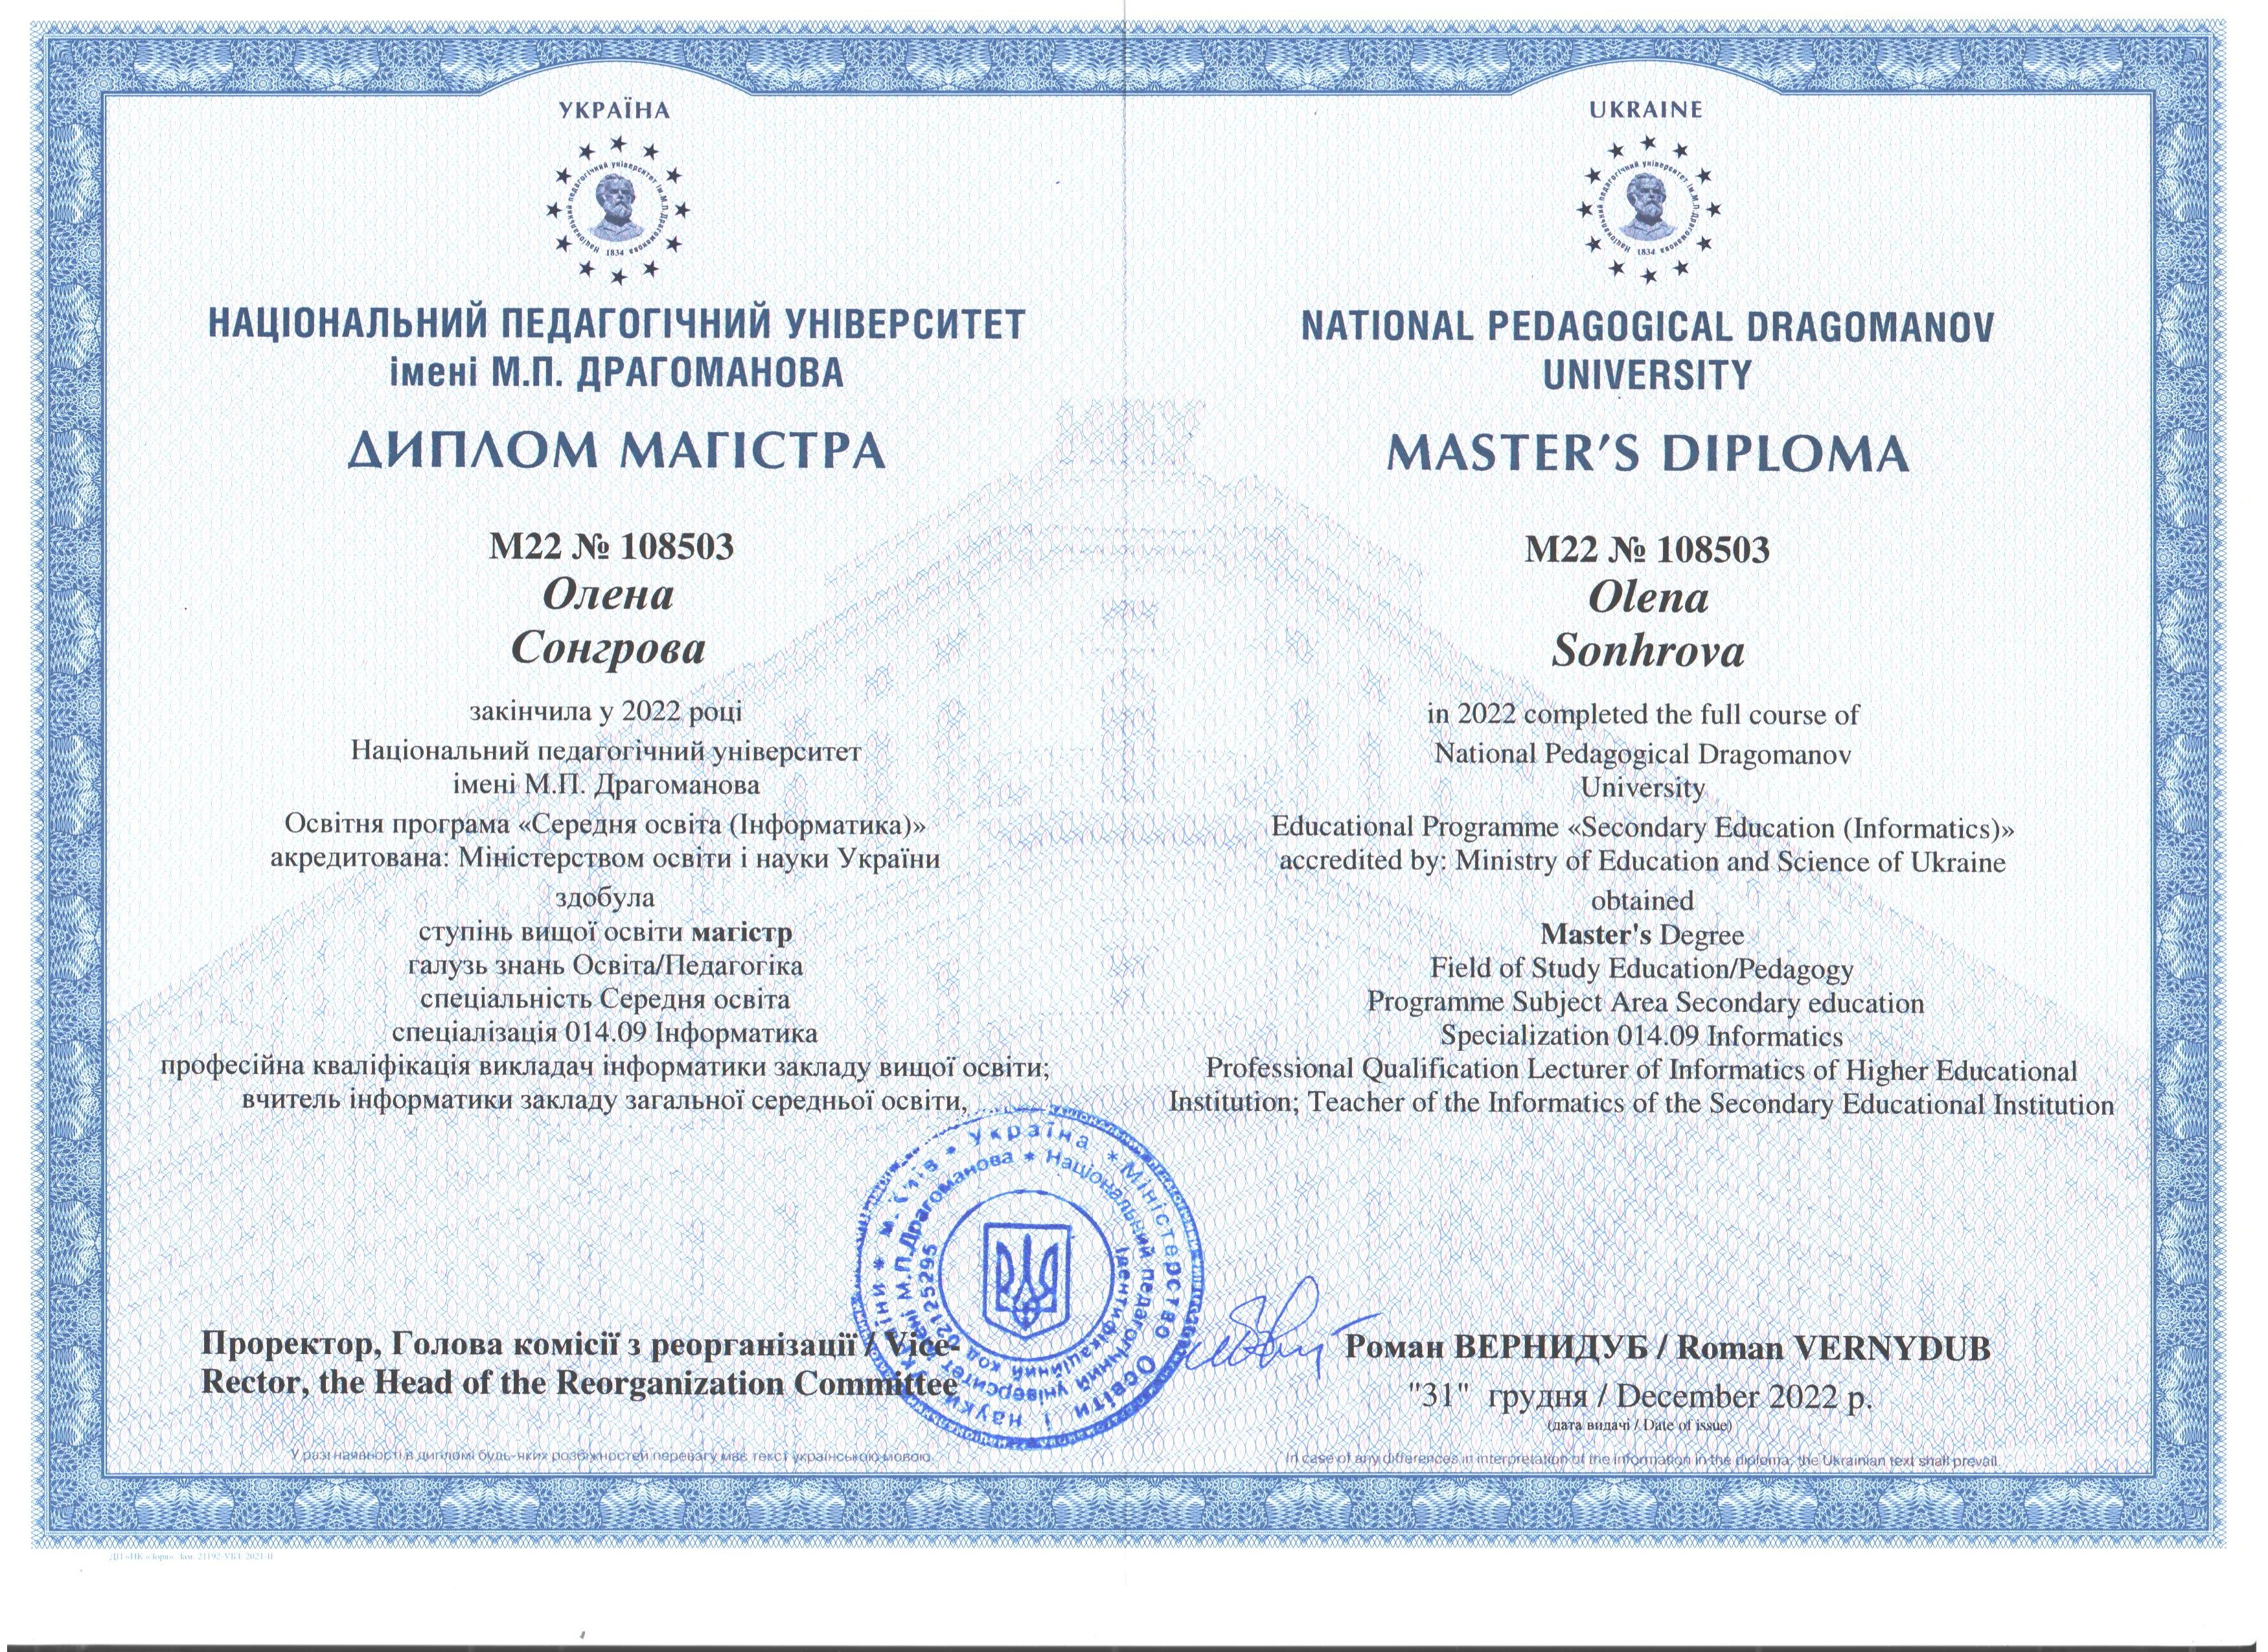 УКРАЇНА
Національний педагогічний університет ім.М.П.Драгоманова
1834
НАЦІОНАЛЬНИЙ ПЕДАГОГІЧНИЙ УНІВЕРСИТЕТ
імені М.П. ДРАГОМАНОВА
ДИПЛОМ МАГІСТРА
М22 № 108503
Олена
Сонгрова
закінчила у 2022 році
Національний педагогічний університет
імені М.П. Драгоманова
Освітня програма «Середня освіта (Інформатика)»
акредитована: Міністерством освіти і науки України
здобула
ступінь вищої освіти магістр
галузь знань Освіта/Педагогіка
спеціальність Середня освіта
спеціалізація 014.09 Інформатика
професійна кваліфікація викладач інформатики закладу вищої освіти;
вчитель інформатики закладу загальної середньої освіти,
Проректор, Голова комісії з реорганізації / Vice-
Rector, the Head of the Reorganization Committee
У разі наявності в дипломі будь-яких розбіжностей перевагу має текст українською мовою.
UKRAINE
Національний педагогічний університет ім.М.П.Драгоманова
1834
NATIONAL PEDAGOGICAL DRAGOMANOV
UNIVERSITY
MASTER'S DIPLOMA
М22 № 108503
Olena
Sonhrova
in 2022 completed the full course of
National Pedagogical Dragomanov
University
Educational Programme «Secondary Education (Informatics)»
accredited by: Ministry of Education and Science of Ukraine
obtained
Master's Degree
Field of Study Education/Pedagogy
Programme Subject Area Secondary education
Specialization 014.09 Informatics
Professional Qualification Lecturer of Informatics of Higher Educational
Institution; Teacher of the Informatics of the Secondary Educational Institution
Роман ВЕРНИДУБ / Roman VERNYDUB
"31" грудня / December 2022 р.
(дата видачі / Date of issue)
In case of any differences in interpretation of the information in the diploma, the Ukrainian text shall prevail.
* Україна * Міністерство Освіти і науки України * м. Київ
* Національний педагогічний університет імені М.П.Драгоманова
Ідентифікаційний код 02125295